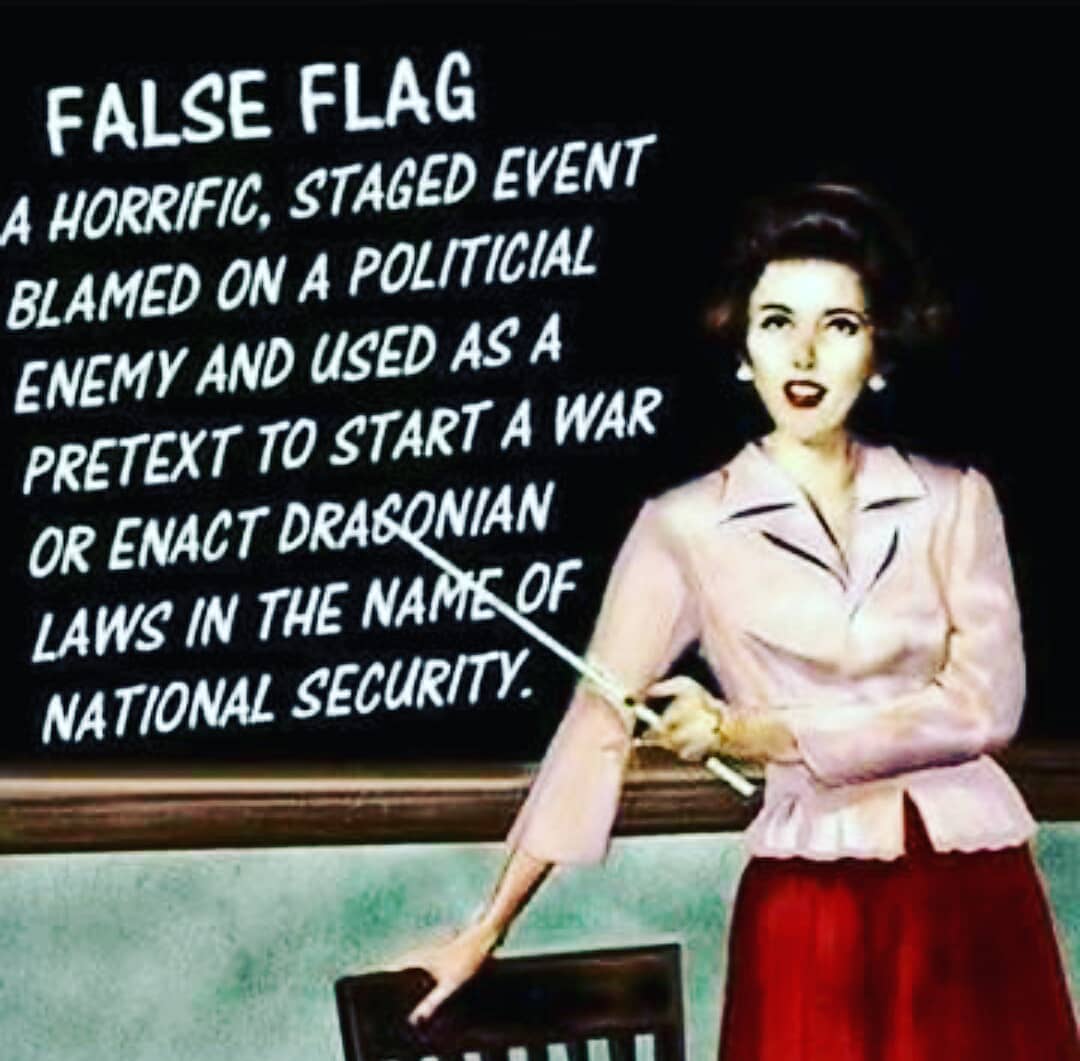 FALSE FLAG
A HORRIFIC, STAGED EVENT
BLAMED ON A POLITICIAL
ENEMY AND USED AS A
PRETEXT TO START A WAR
OR ENACT DRACONIAN
LAWS IN THE NAME OF
NATIONAL SECURITY.